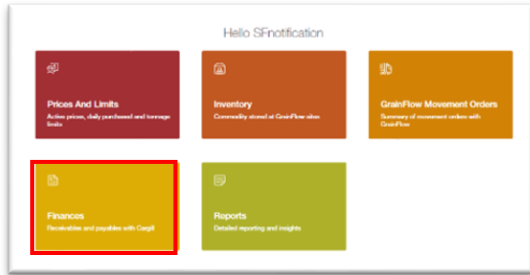 Hello SFnotification
Prices And Limits
Active prices, daily purchased and tonnage
limits
Inventory
Commodity stored at GrainFlow sites
GrainFlow Movement Orders
Summary of movement orders with
GrainFlow
Finances
Receivables and payables with Cargill
Reports
Detailed reporting and insights